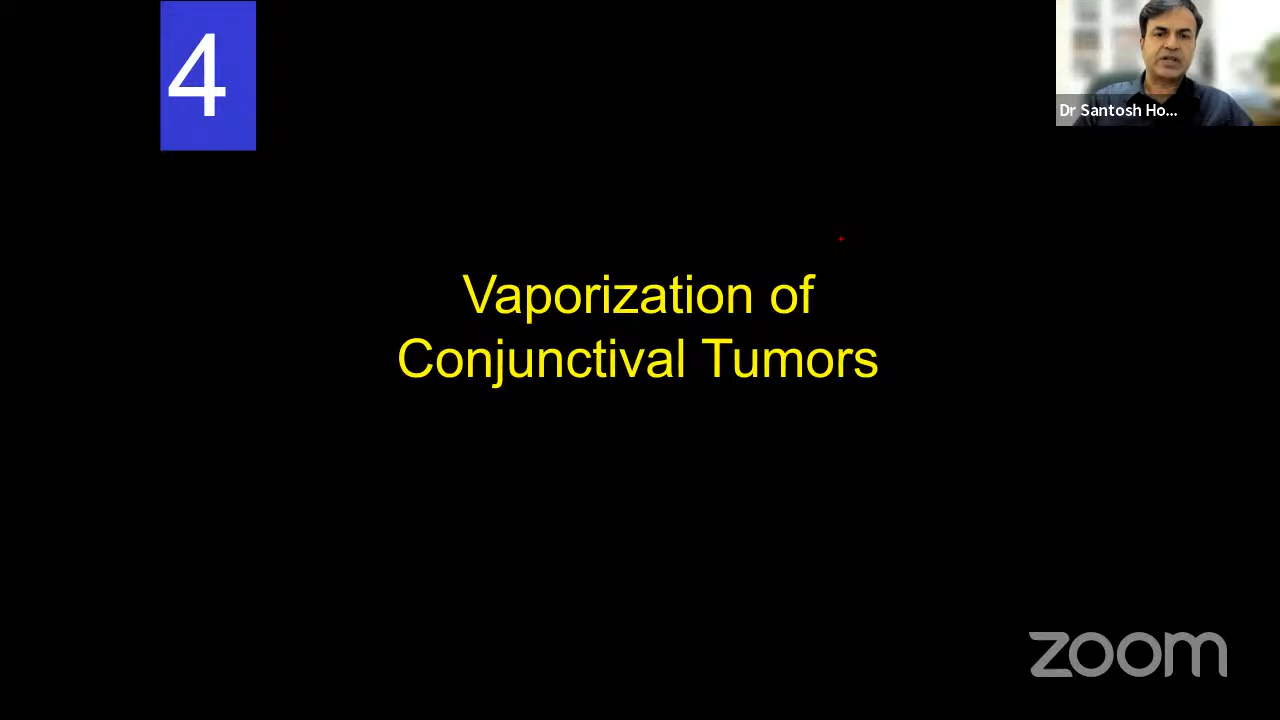 4
Dr Santosh Ho...
Vaporization of
Conjunctival Tumors
zoom